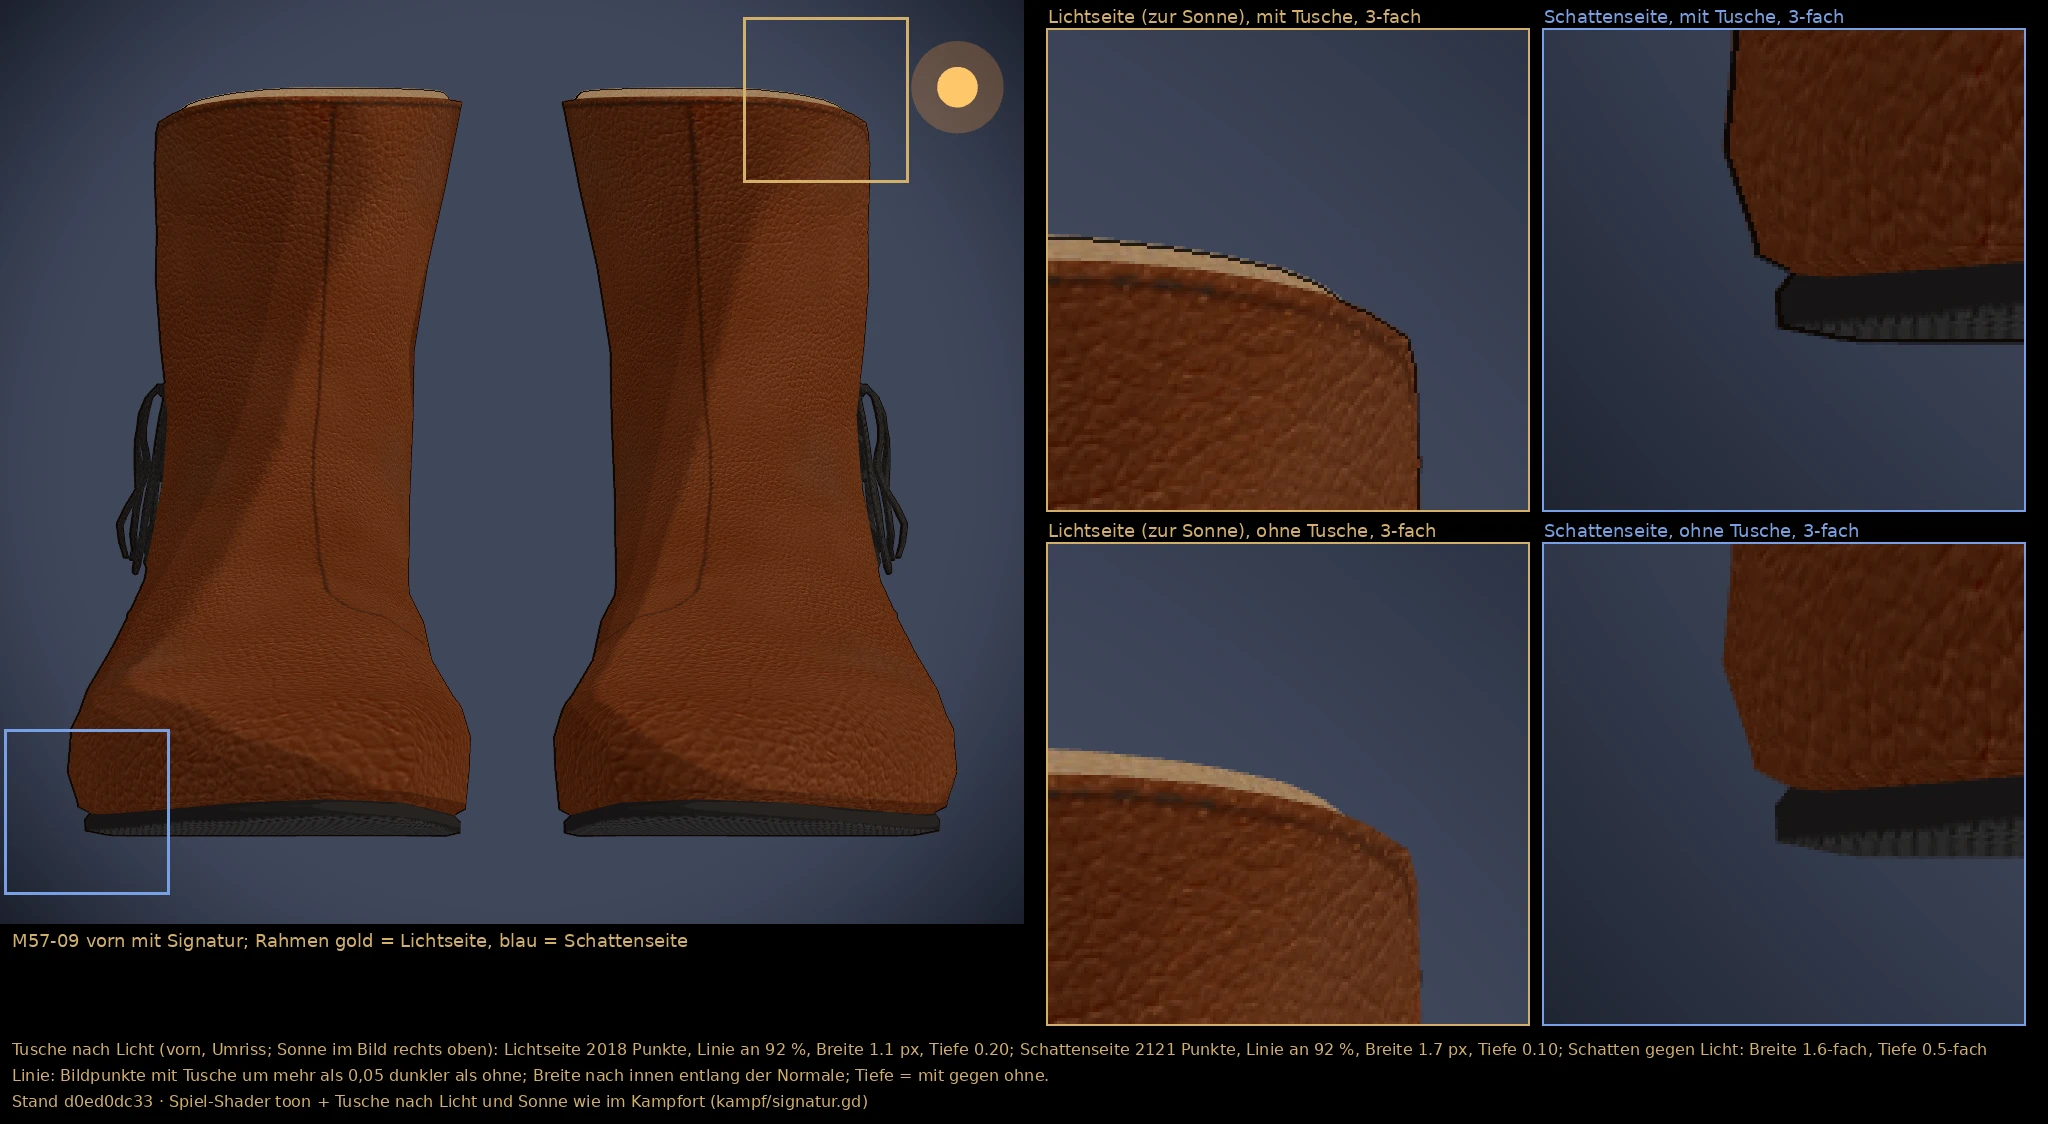 Lichtseite (zur Sonne), mit Tusche, 3-fach
Schattenseite, mit Tusche, 3-fach
Lichtseite (zur Sonne), ohne Tusche, 3-fach
Schattenseite, ohne Tusche, 3-fach
M57-09 vorn mit Signatur; Rahmen gold = Lichtseite, blau = Schattenseite
Tusche nach Licht (vorn, Umriss; Sonne im Bild rechts oben): Lichtseite 2018 Punkte, Linie an 92 %, Breite 1.1 px, Tiefe 0.20; Schattenseite 2121 Punkte, Linie an 92 %, Breite 1.7 px, Tiefe 0.10; Schatten gegen Licht: Breite 1.6-fach, Tiefe 0.5-fach
Linie: Bildpunkte mit Tusche um mehr als 0,05 dunkler als ohne; Breite nach innen entlang der Normale; Tiefe = mit gegen ohne.
Stand d0ed0dc33 · Spiel-Shader toon + Tusche nach Licht und Sonne wie im Kampfort (kampf/signatur.gd)